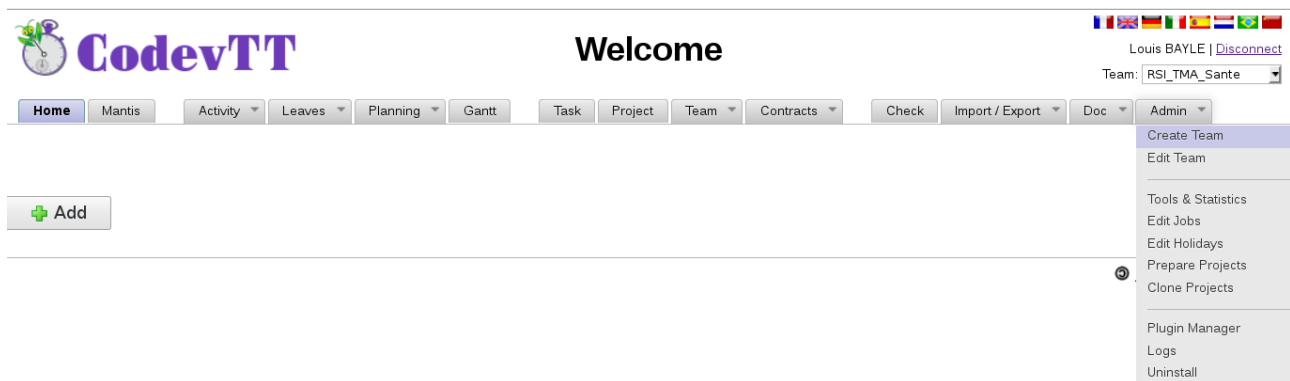 CodevTT
Welcome
Louis BAYLE | Disconnect
Team: RSI_TMA_Sante
Home Mantis Activity Leaves Planning Gantt Task Project Team Contracts Check Import / Export Doc Admin
Create Team
Edit Team
Tools & Statistics
Edit Jobs
Edit Holidays
Prepare Projects
Clone Projects
Plugin Manager
Logs
Uninstall
Add